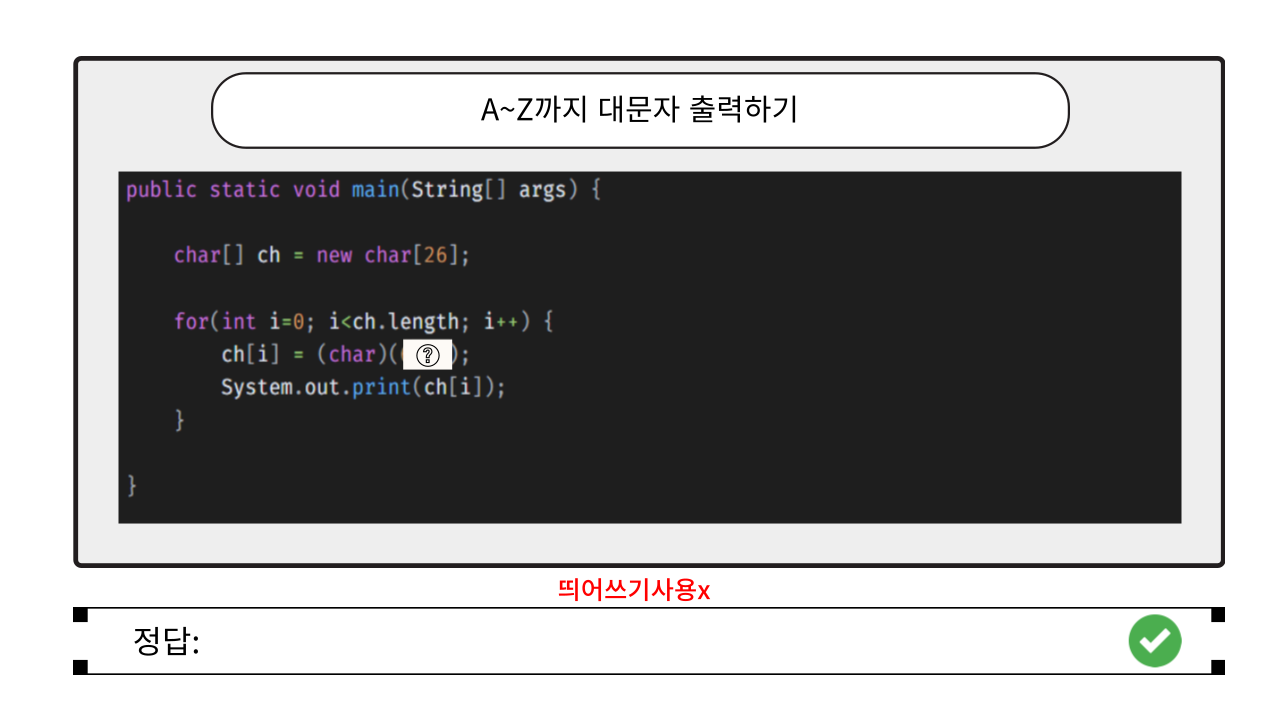 A~Z까지 대문자 출력하기
public static void main(String[] args) {
char[] ch = new char[26];
for(int i=0; i<ch.length; i++) {
ch[i] = (char)( ? );
System.out.print(ch[i]);
}
}
띄어쓰기사용x
정답: